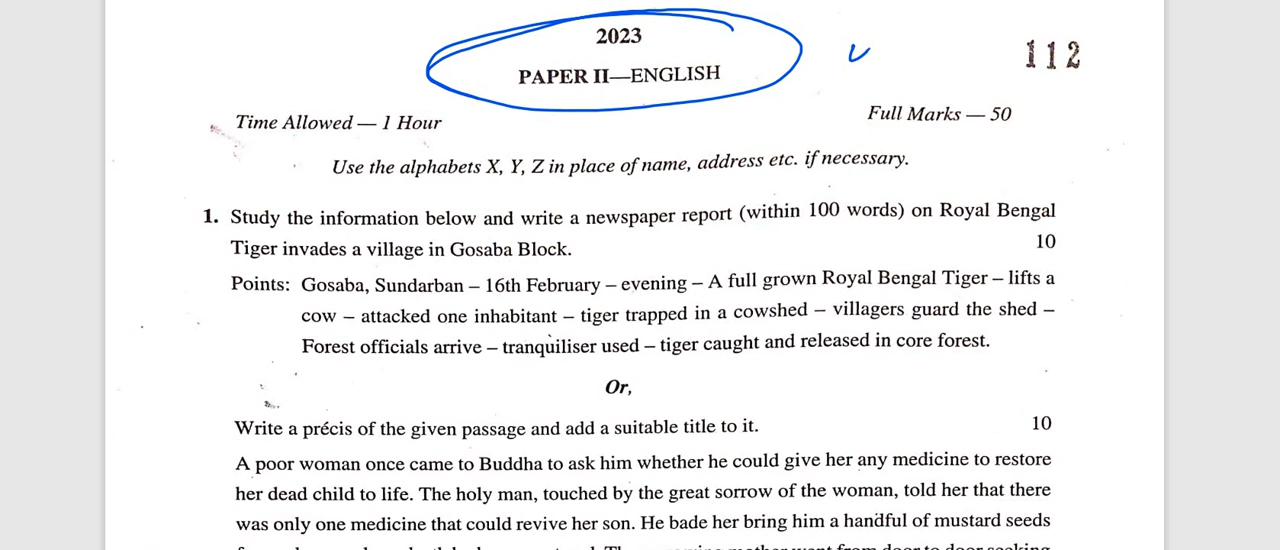 2023
PAPER II—ENGLISH
112
Time Allowed — 1 Hour
Full Marks — 50
Use the alphabets X, Y, Z in place of name, address etc. if necessary.
1. Study the information below and write a newspaper report (within 100 words) on Royal Bengal
Tiger invades a village in Gosaba Block.
10
Points: Gosaba, Sundarban – 16th February – evening – A full grown Royal Bengal Tiger – lifts a
cow – attacked one inhabitant – tiger trapped in a cowshed – villagers guard the shed –
Forest officials arrive – tranquiliser used – tiger caught and released in core forest.
Or,
Write a précis of the given passage and add a suitable title to it.
10
A poor woman once came to Buddha to ask him whether he could give her any medicine to restore
her dead child to life. The holy man, touched by the great sorrow of the woman, told her that there
was only one medicine that could revive her son. He bade her bring him a handful of mustard seeds